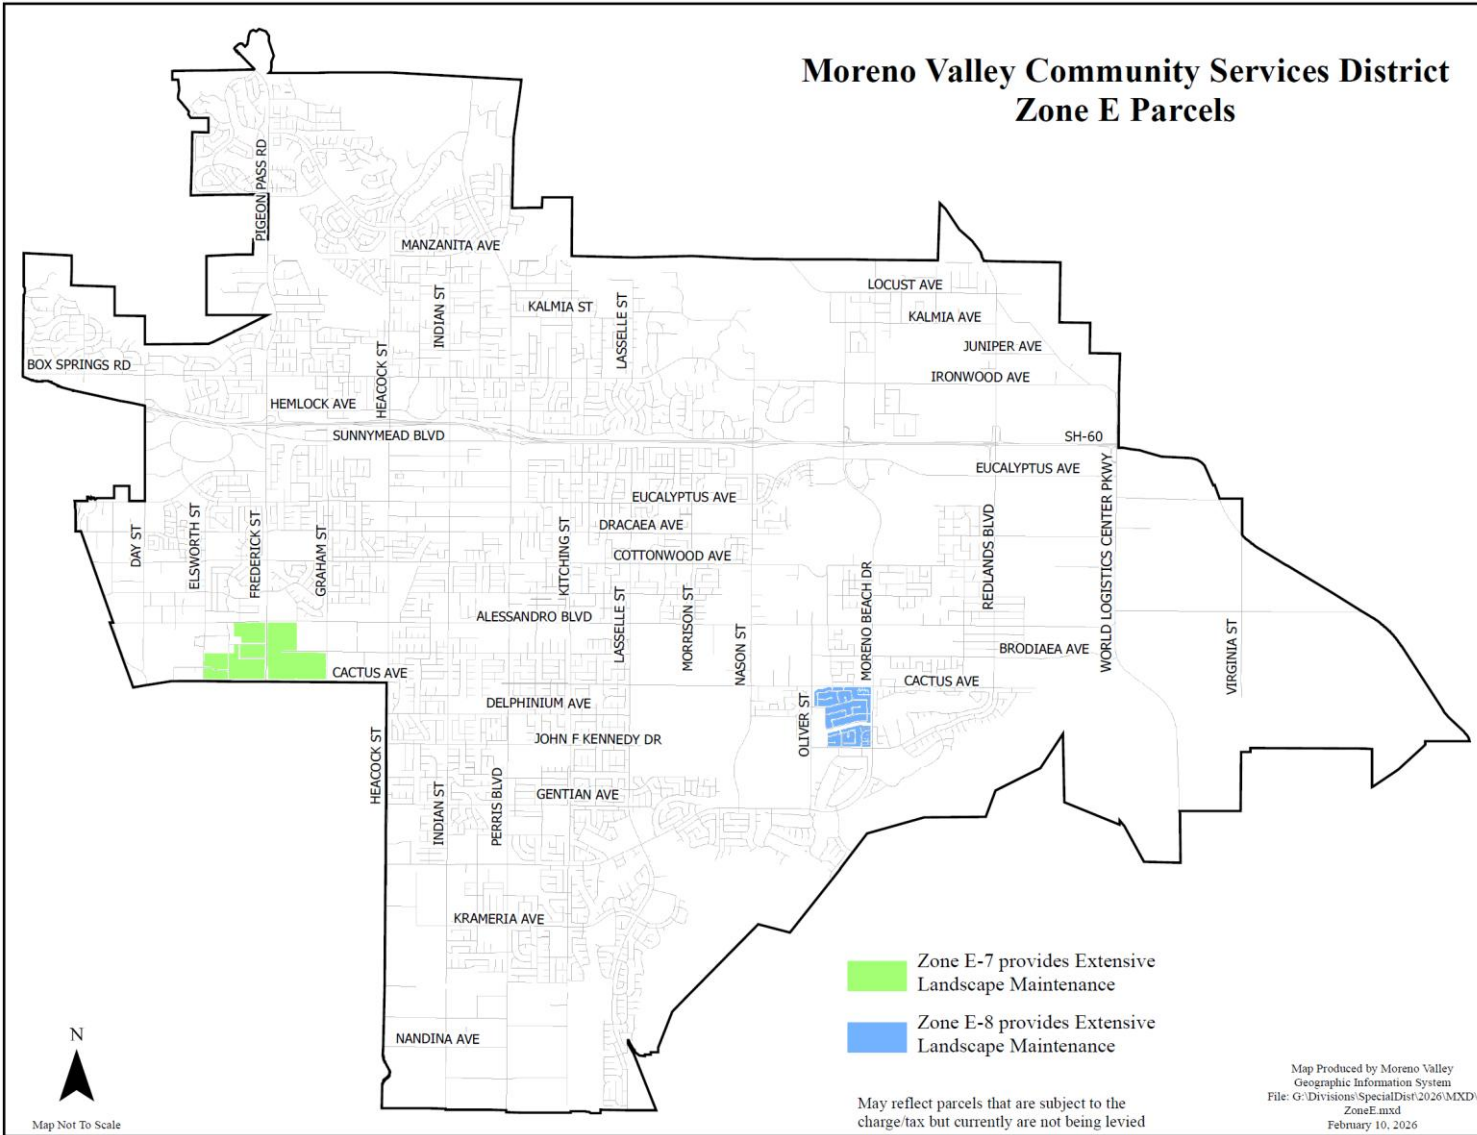 Moreno Valley Community Services District
Zone E Parcels
PIGEON PASS RD
MANZANITA AVE
LOCUST AVE
INDIAN ST
KALMIA ST
LASSELLE ST
KALMIA AVE
JUNIPER AVE
HEACOCK ST
BOX SPRINGS RD
IRONWOOD AVE
HEMLOCK AVE
SUNNYMEAD BLVD
SH-60
EUCALYPTUS AVE
WORLD LOGISTICS CENTER PKWY
EUCALYPTUS AVE
DRACAEA AVE
COTTONWOOD AVE
DAY ST
ELSWORTH ST
FREDERICK ST
GRAHAM ST
KITCHING ST
REDLANDS BLVD
ALESSANDRO BLVD
LASSELLE ST
MORRISON ST
NASON ST
MORENO BEACH DR
BRODIAEA AVE
VIRGINIA ST
CACTUS AVE
CACTUS AVE
DELPHINIUM AVE
OLIVER ST
JOHN F KENNEDY DR
HEACOCK ST
INDIAN ST
PERRIS BLVD
GENTIAN AVE
KRAMERIA AVE
NANDINA AVE
Zone E-7 provides Extensive
Landscape Maintenance
Zone E-8 provides Extensive
Landscape Maintenance
May reflect parcels that are subject to the
charge/tax but currently are not being levied
N
Map Not To Scale
Map Produced by Moreno Valley
Geographic Information System
File: G:\Divisions\SpecialDist\2026\MXD\
ZoneE.mxd
February 10, 2026